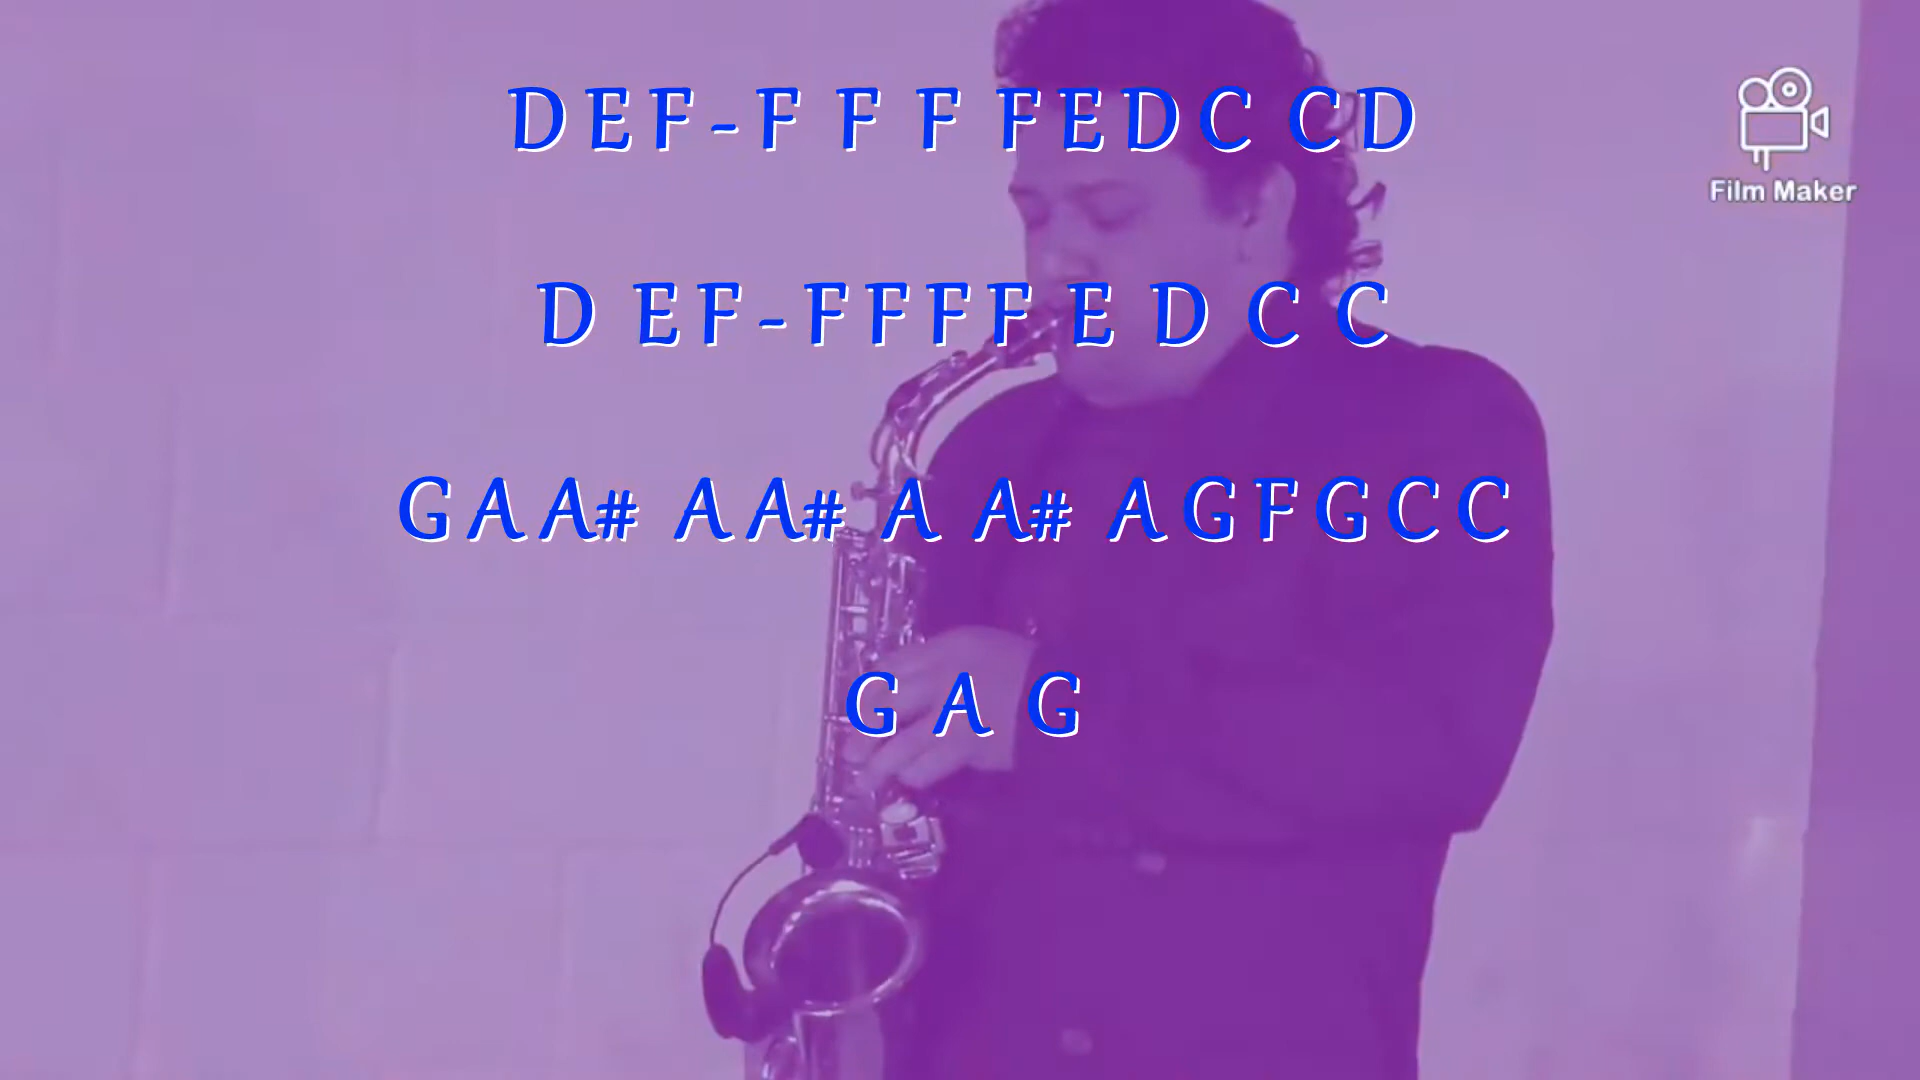 D E F - F F F F E D C C D
Film Maker
D E F - F F F F E D C C
G A A# A A# A A# A G F G C C
G A G